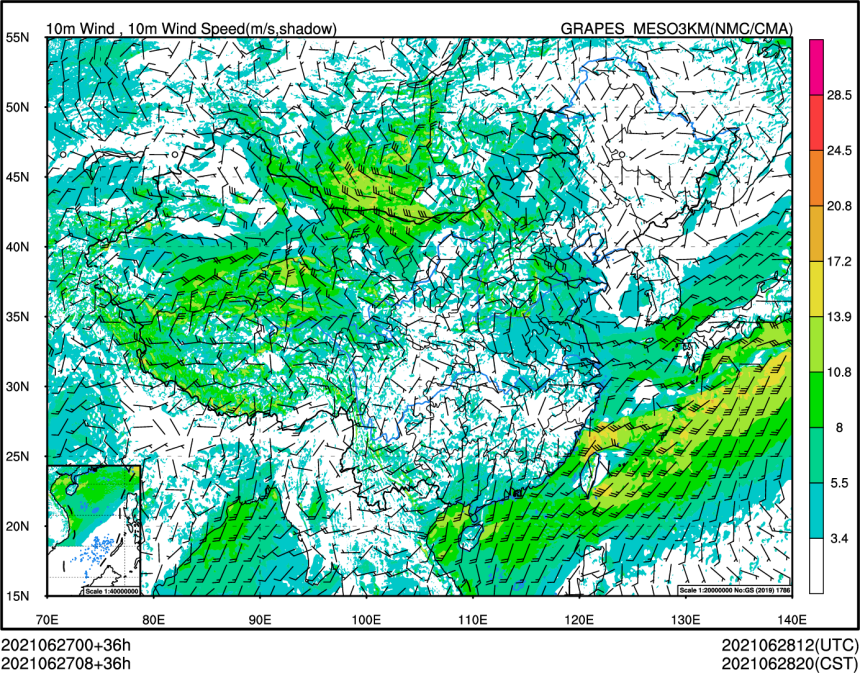 10m Wind , 10m Wind Speed(m/s,shadow) GRAPES_MESO3KM(NMC/CMA)
55N
50N
45N
40N
35N
30N
25N
20N
15N
70E 80E 90E 100E 110E 120E 130E 140E
28.5
24.5
20.8
17.2
13.9
10.8
8
5.5
3.4
Scale 1:40000000
Scale 1:20000000 No:GS (2019) 1786
2021062700+36h 2021062812(UTC)
2021062708+36h 2021062820(CST)